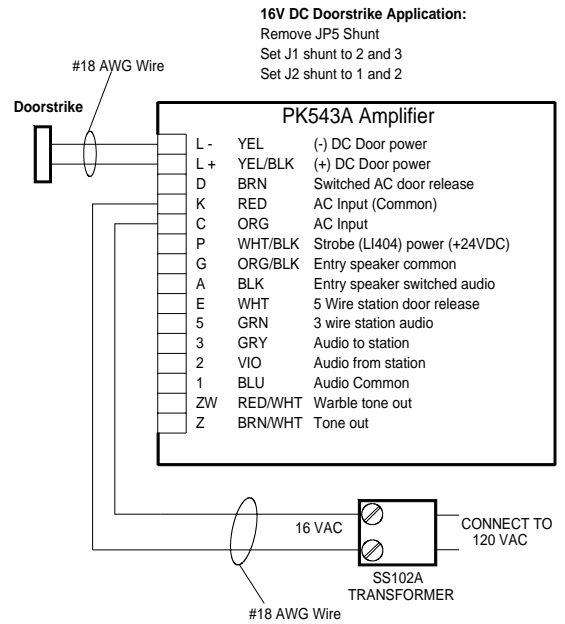 16V DC Doorstrike Application:
Remove JP5 Shunt
Set J1 shunt to 2 and 3
Set J2 shunt to 1 and 2
#18 AWG Wire
Doorstrike
PK543A Amplifier
L - YEL (-) DC Door power
L + YEL/BLK (+) DC Door power
D BRN Switched AC door release
K RED AC Input (Common)
C ORG AC Input
P WHT/BLK Strobe (LI404) power (+24VDC)
G ORG/BLK Entry speaker common
A BLK Entry speaker switched audio
E WHT 5 Wire station door release
5 GRN 3 wire station audio
3 GRY Audio to station
2 VIO Audio from station
1 BLU Audio Common
ZW RED/WHT Warble tone out
Z BRN/WHT Tone out
16 VAC
CONNECT TO
120 VAC
SS102A
TRANSFORMER
#18 AWG Wire